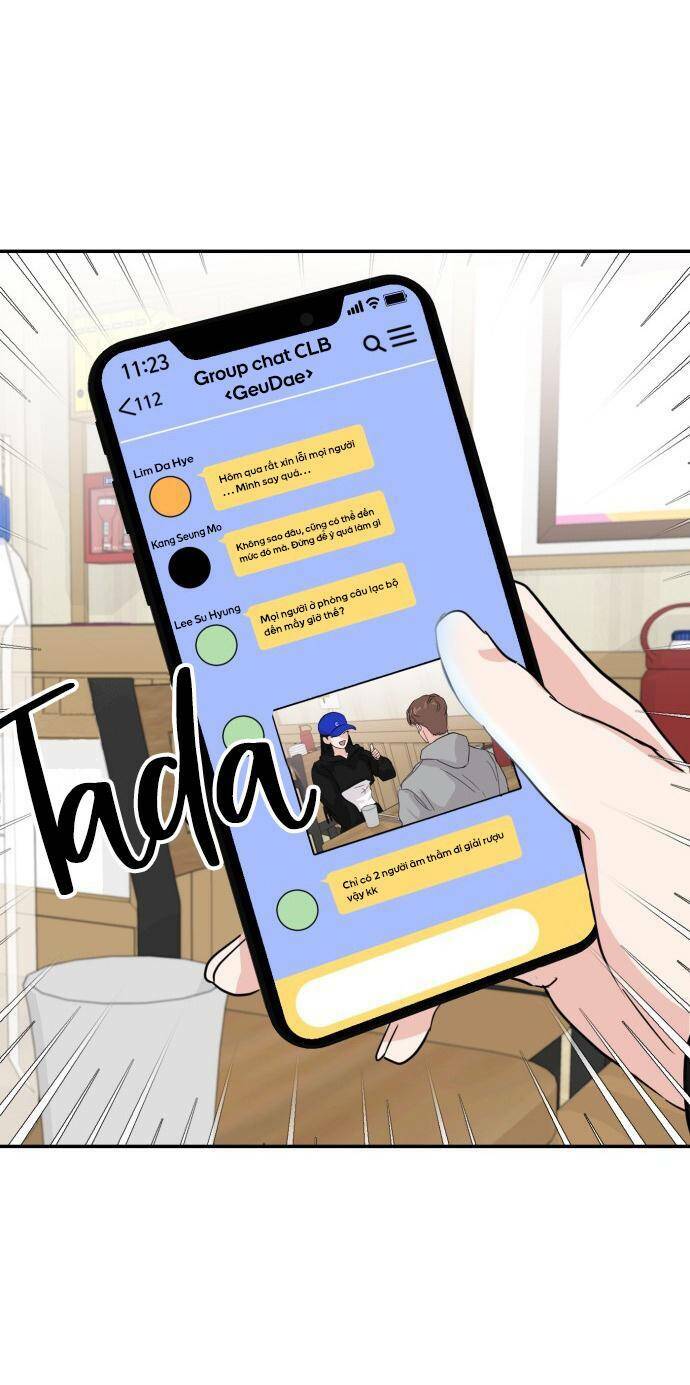 11:23
Group chat CLB
<112
<GeuDae>
Lim Da Hye
Hôm qua rất xin lỗi mọi người
... Mình say quá...
Kang Seung Mo
Không sao đâu, cũng có thể đến
mức đó mà. Đừng để ý quá làm gì
Lee Su Hyung
Mọi người ở phòng câu lạc bộ
đến mấy giờ thế?
Tada
Chỉ có 2 người âm thầm đi giải rượu
vậy kk